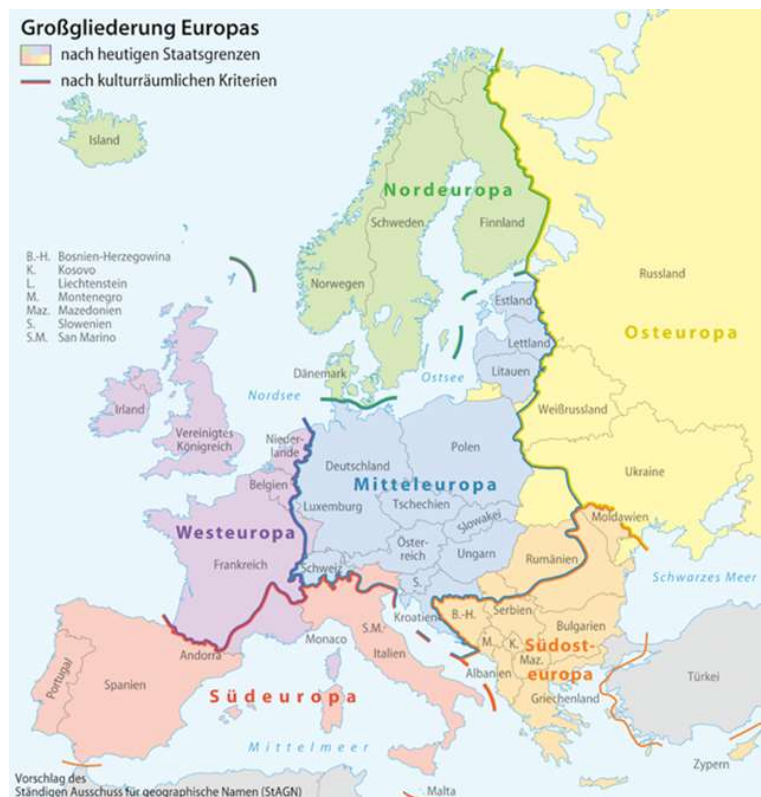 Großgliederung Europas
nach heutigen Staatsgrenzen
nach kulturräumlichen Kriterien
Island
Nordeuropa
Schweden
Finnland
Norwegen
B.-H. Bosnien-Herzegowina
K. Kosovo
L. Liechtenstein
M. Montenegro
Maz. Mazedonien
S. Slowenien
S.M. San Marino
Russland
Estland
Osteuropa
Lettland
Litauen
Dänemark
Ostsee
Nordsee
Irland
Vereinigtes
Königreich
Weißrussland
Nieder-
lande
Belgien
Deutschland
Polen
Mitteleuropa
Ukraine
Luxemburg
Tschechien
Slowakei
Moldawien
Westeuropa
Frankreich
Öster-
reich
Ungarn
Rumänien
Schweiz
S.
Schwarzes Meer
Kroatien
B.-H.
Serbien
Bulgarien
Monaco
S.M.
Italien
M.
K.
Maz.
Südost-
europa
Albanien
Griechenland
Türkei
Andorra
Portugal
Spanien
Südeuropa
Mittelmeer
Zypern
Malta
Vorschlag des
Ständigen Ausschuss für geographische Namen (StAGN)